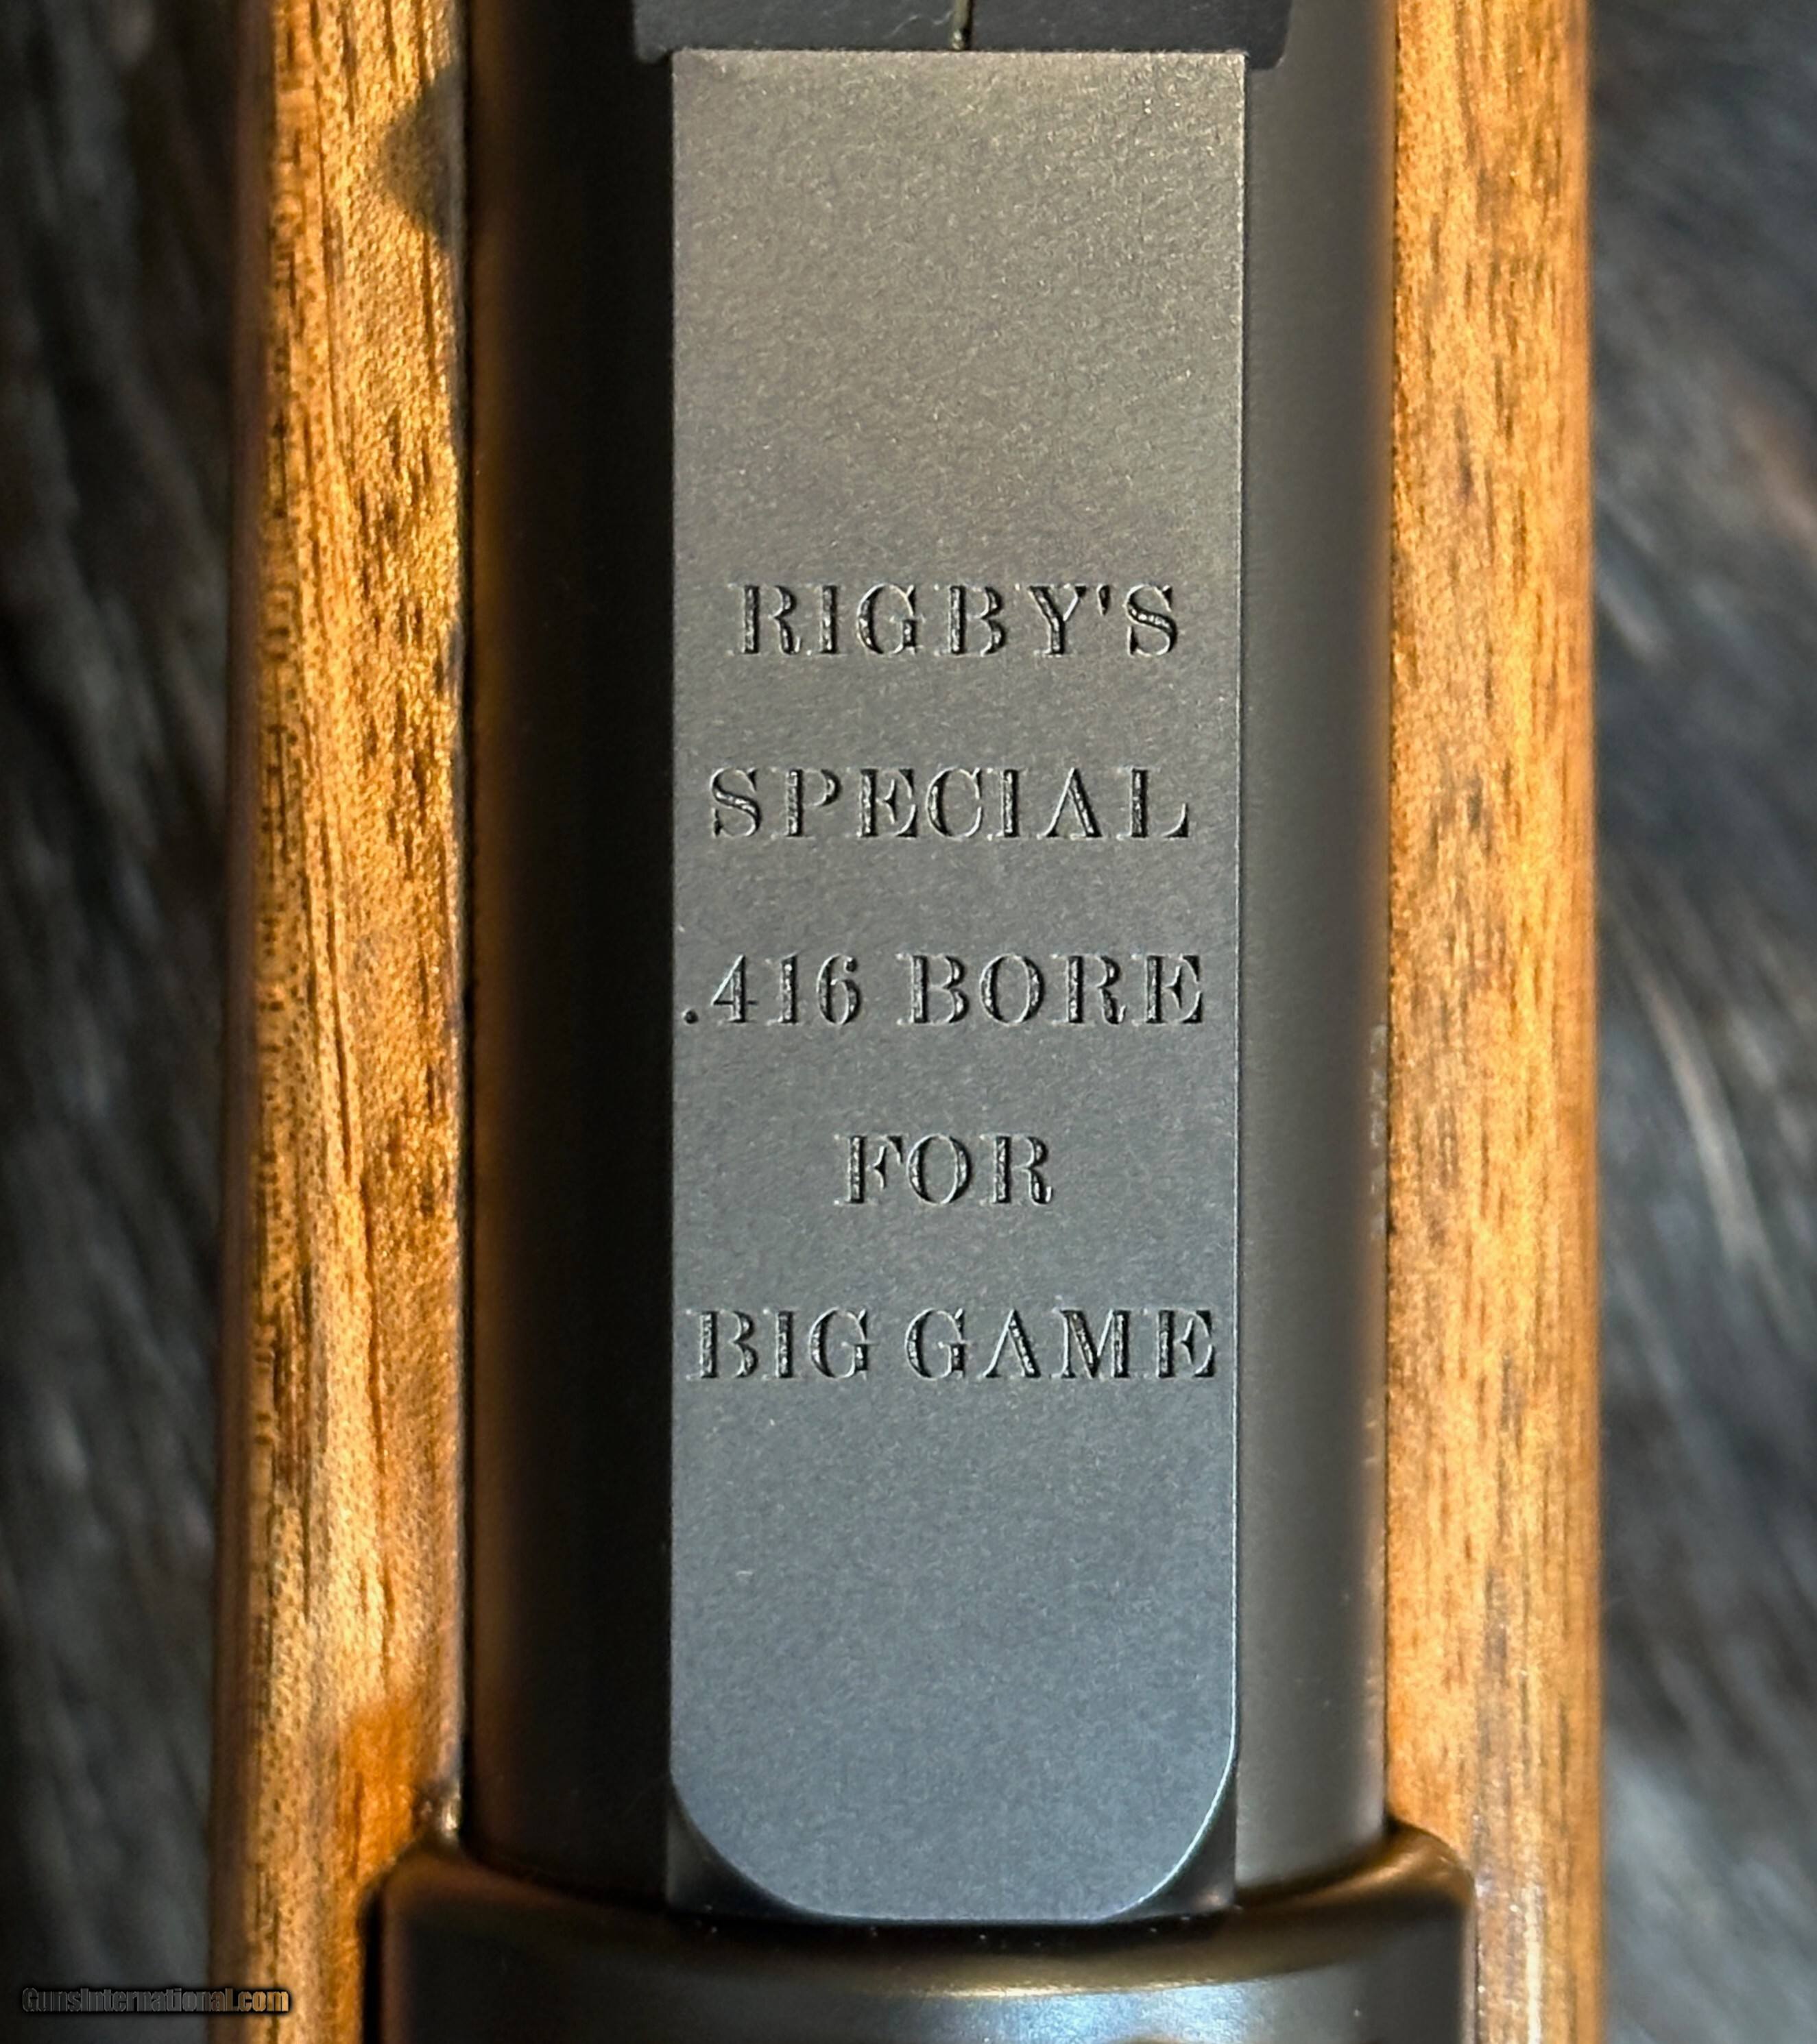 RIGBY'S
SPECIAL
.416 BORE
FOR
BIG GAME
GunsInternational.com